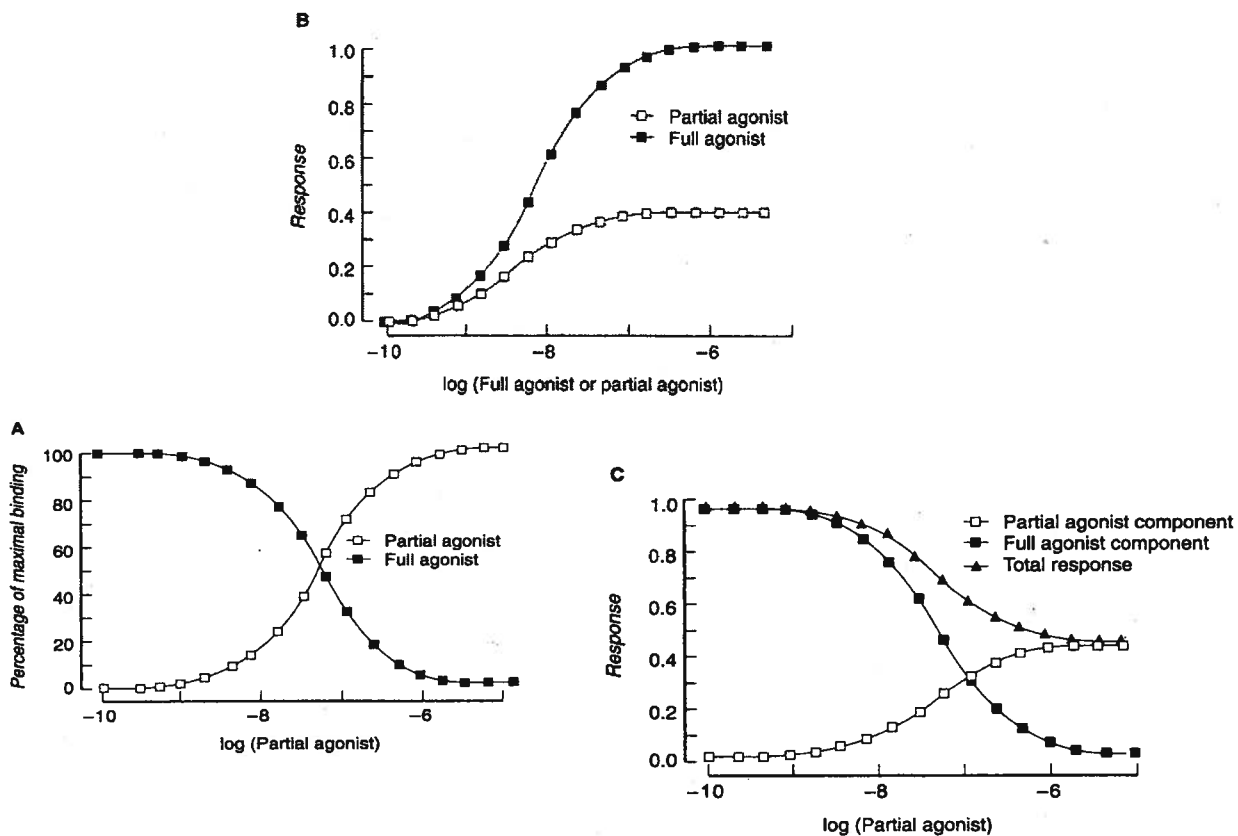 B
Response
1.0
0.8
0.6
0.4
0.2
0.0
Partial agonist
Full agonist
−10
−8
−6
log (Full agonist or partial agonist)
A
Percentage of maximal binding
100
80
60
40
20
0
Partial agonist
Full agonist
−10
−8
−6
log (Partial agonist)
C
Response
1.0
0.8
0.6
0.4
0.2
0.0
Partial agonist component
Full agonist component
Total response
−10
−8
−6
log (Partial agonist)